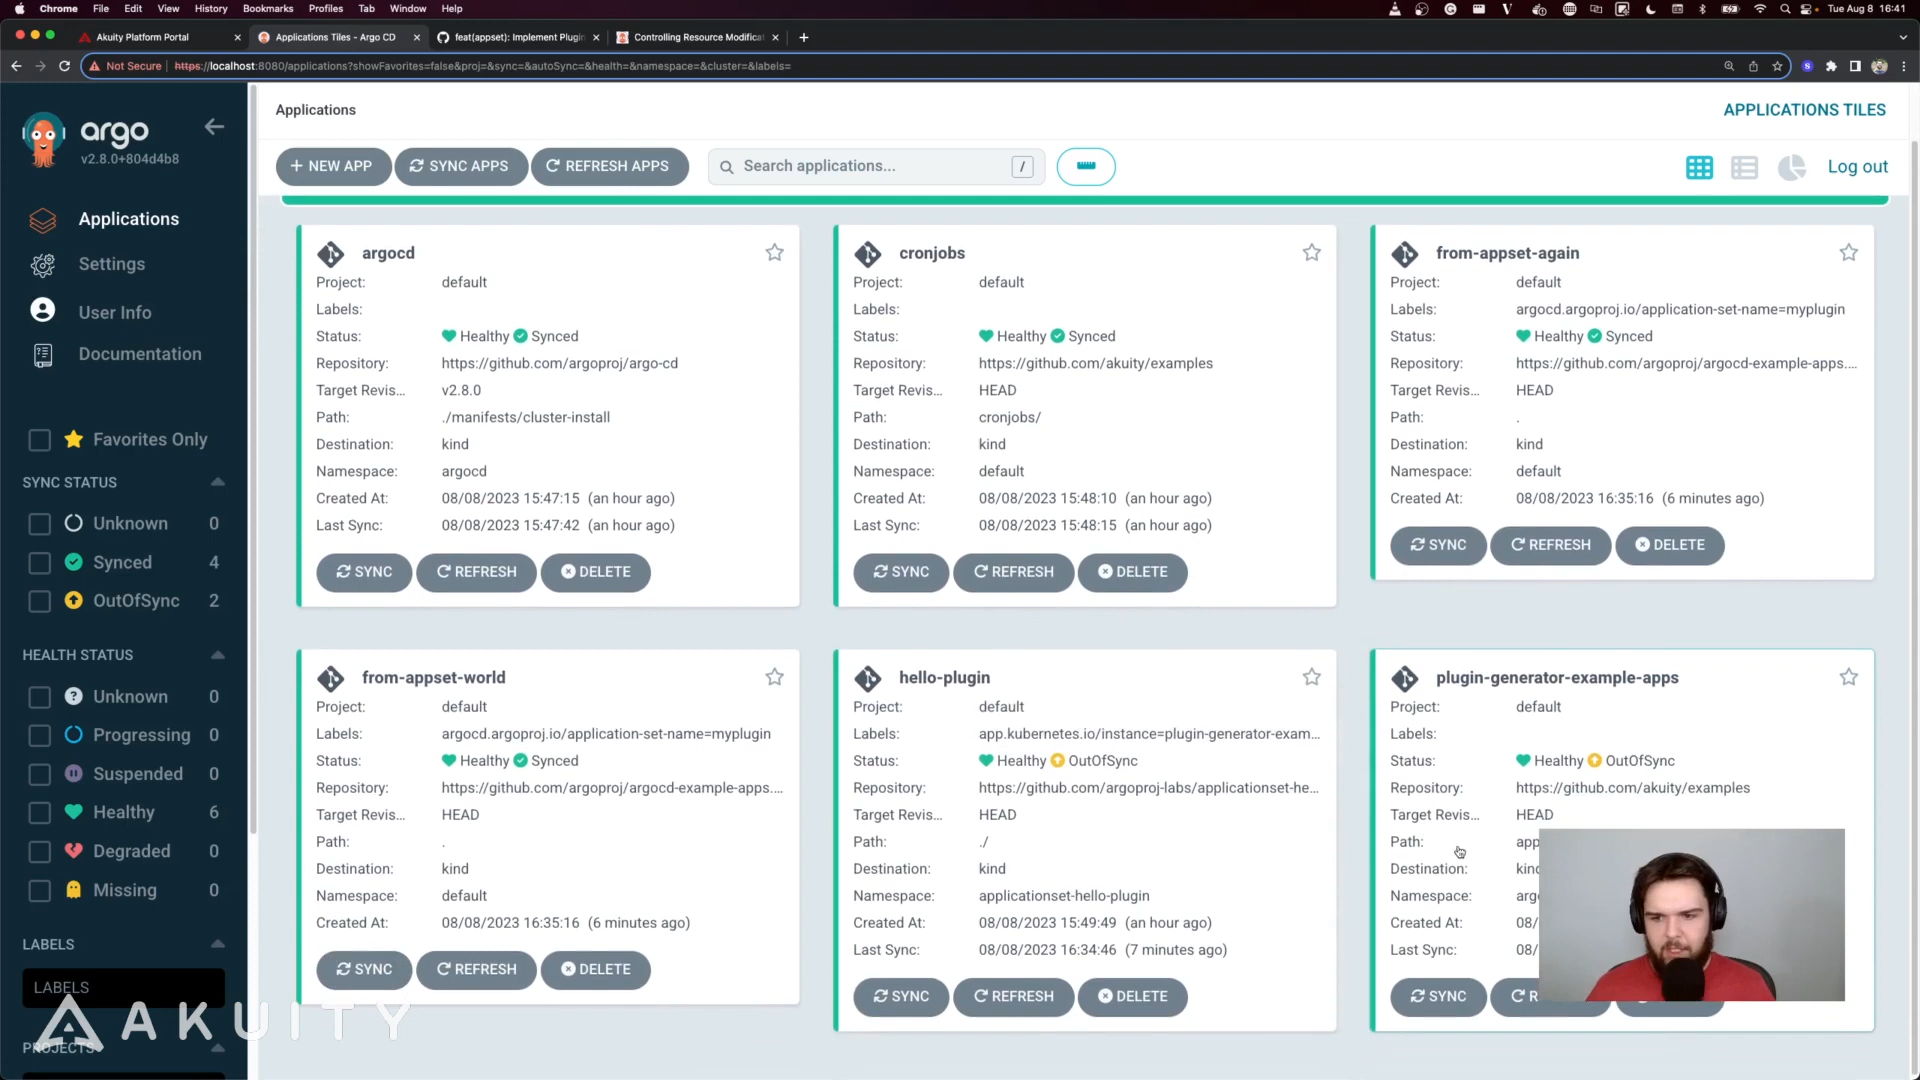 Chrome File Edit View History Bookmarks Profiles Tab Window Help Tue Aug 8 16:41
Akuity Platform Portal
Applications Tiles - Argo CD
feat(appset): Implement Plugin
Controlling Resource Modificat
Not Secure https://localhost:8080/applications?showFavorites=false&proj=&sync=&autoSync=&health=&namespace=&cluster=&labels=
argo
v2.8.0+804d4b8
Applications
Settings
User Info
Documentation
Favorites Only
SYNC STATUS
Unknown 0
Synced 4
OutOfSync 2
HEALTH STATUS
Unknown 0
Progressing 0
Suspended 0
Healthy 6
Degraded 0
Missing 0
LABELS
LABELS
AKUITY
PROJECTS
Applications
APPLICATIONS TILES
+ NEW APP
SYNC APPS
REFRESH APPS
Search applications...
/
Log out
argocd
Project: default
Labels:
Status: Healthy Synced
Repository: https://github.com/argoproj/argo-cd
Target Revis... v2.8.0
Path: ./manifests/cluster-install
Destination: kind
Namespace: argocd
Created At: 08/08/2023 15:47:15 (an hour ago)
Last Sync: 08/08/2023 15:47:42 (an hour ago)
SYNC REFRESH DELETE
cronjobs
Project: default
Labels:
Status: Healthy Synced
Repository: https://github.com/akuity/examples
Target Revis... HEAD
Path: cronjobs/
Destination: kind
Namespace: default
Created At: 08/08/2023 15:48:10 (an hour ago)
Last Sync: 08/08/2023 15:48:15 (an hour ago)
SYNC REFRESH DELETE
from-appset-again
Project: default
Labels: argocd.argoproj.io/application-set-name=myplugin
Status: Healthy Synced
Repository: https://github.com/argoproj/argocd-example-apps....
Target Revis... HEAD
Path: .
Destination: kind
Namespace: default
Created At: 08/08/2023 16:35:16 (6 minutes ago)
SYNC REFRESH DELETE
from-appset-world
Project: default
Labels: argocd.argoproj.io/application-set-name=myplugin
Status: Healthy Synced
Repository: https://github.com/argoproj/argocd-example-apps....
Target Revis... HEAD
Path: .
Destination: kind
Namespace: default
Created At: 08/08/2023 16:35:16 (6 minutes ago)
SYNC REFRESH DELETE
hello-plugin
Project: default
Labels: app.kubernetes.io/instance=plugin-generator-exam...
Status: Healthy OutOfSync
Repository: https://github.com/argoproj-labs/applicationset-he...
Target Revis... HEAD
Path: ./
Destination: kind
Namespace: applicationset-hello-plugin
Created At: 08/08/2023 15:49:49 (an hour ago)
Last Sync: 08/08/2023 16:34:46 (7 minutes ago)
SYNC REFRESH DELETE
plugin-generator-example-apps
Project: default
Labels:
Status: Healthy OutOfSync
Repository: https://github.com/akuity/examples
Target Revis... HEAD
Path: app
Destination: kind
Namespace: arg
Created At: 08/
Last Sync: 08/
SYNC R